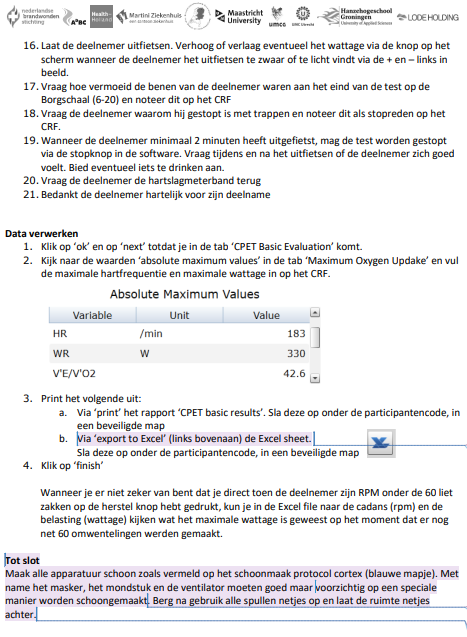 nederlandse
brandwonden
stichting
A⁺BC
Health-
Holland
Martini Ziekenhuis
Maastricht
University
umcg
UMC Utrecht
Hanzehogeschool
Groningen
University of Applied Sciences
LODEHOLDING
16. Laat de deelnemer uitfietsen. Verhoog of verlaag eventueel het wattage via de knop op het
scherm wanneer de deelnemer het uitfietsen te zwaar of te licht vindt via de + en – links in
beeld.
17. Vraag hoe vermoeid de benen van de deelnemer waren aan het eind van de test op de
Borgschaal (6-20) en noteer dit op het CRF
18. Vraag de deelnemer waarom hij gestopt is met trappen en noteer dit als stopreden op het
CRF.
19. Wanneer de deelnemer minimaal 2 minuten heeft uitgefietst, mag de test worden gestopt
via de stopknop in de software. Vraag tijdens en na het uitfietsen of de deelnemer zich goed
voelt. Bied eventueel iets te drinken aan.
20. Vraag de deelnemer de hartslagmeterband terug
21. Bedankt de deelnemer hartelijk voor zijn deelname
Data verwerken
1. Klik op ‘ok’ en op ‘next’ totdat je in de tab ‘CPET Basic Evaluation’ komt.
2. Kijk naar de waarden ‘absolute maximum values’ in de tab ‘Maximum Oxygen Updake’ en vul
de maximale hartfrequentie en maximale wattage in op het CRF.
Absolute Maximum Values
Variable Unit Value
HR /min 183
WR W 330
V'E/V'O2 42.6
3. Print het volgende uit:
a. Via ‘print’ het rapport ‘CPET basic results’. Sla deze op onder de participantencode, in
een beveiligde map
b. Via ‘export to Excel’ (links bovenaan) de Excel sheet.
Sla deze op onder de participantencode, in een beveiligde map
4. Klik op ‘finish’
Wanneer je er niet zeker van bent dat je direct toen de deelnemer zijn RPM onder de 60 liet
zakken op de herstel knop hebt gedrukt, kun je in de Excel file naar de cadans (rpm) en de
belasting (wattage) kijken wat het maximale wattage is geweest op het moment dat er nog
net 60 omwentelingen werden gemaakt.
Tot slot
Maak alle apparatuur schoon zoals vermeld op het schoonmaak protocol cortex (blauwe mapje). Met
name het masker, het mondstuk en de ventilator moeten goed maar voorzichtig op een speciale
manier worden schoongemaakt. Berg na gebruik alle spullen netjes op en laat de ruimte netjes
achter.